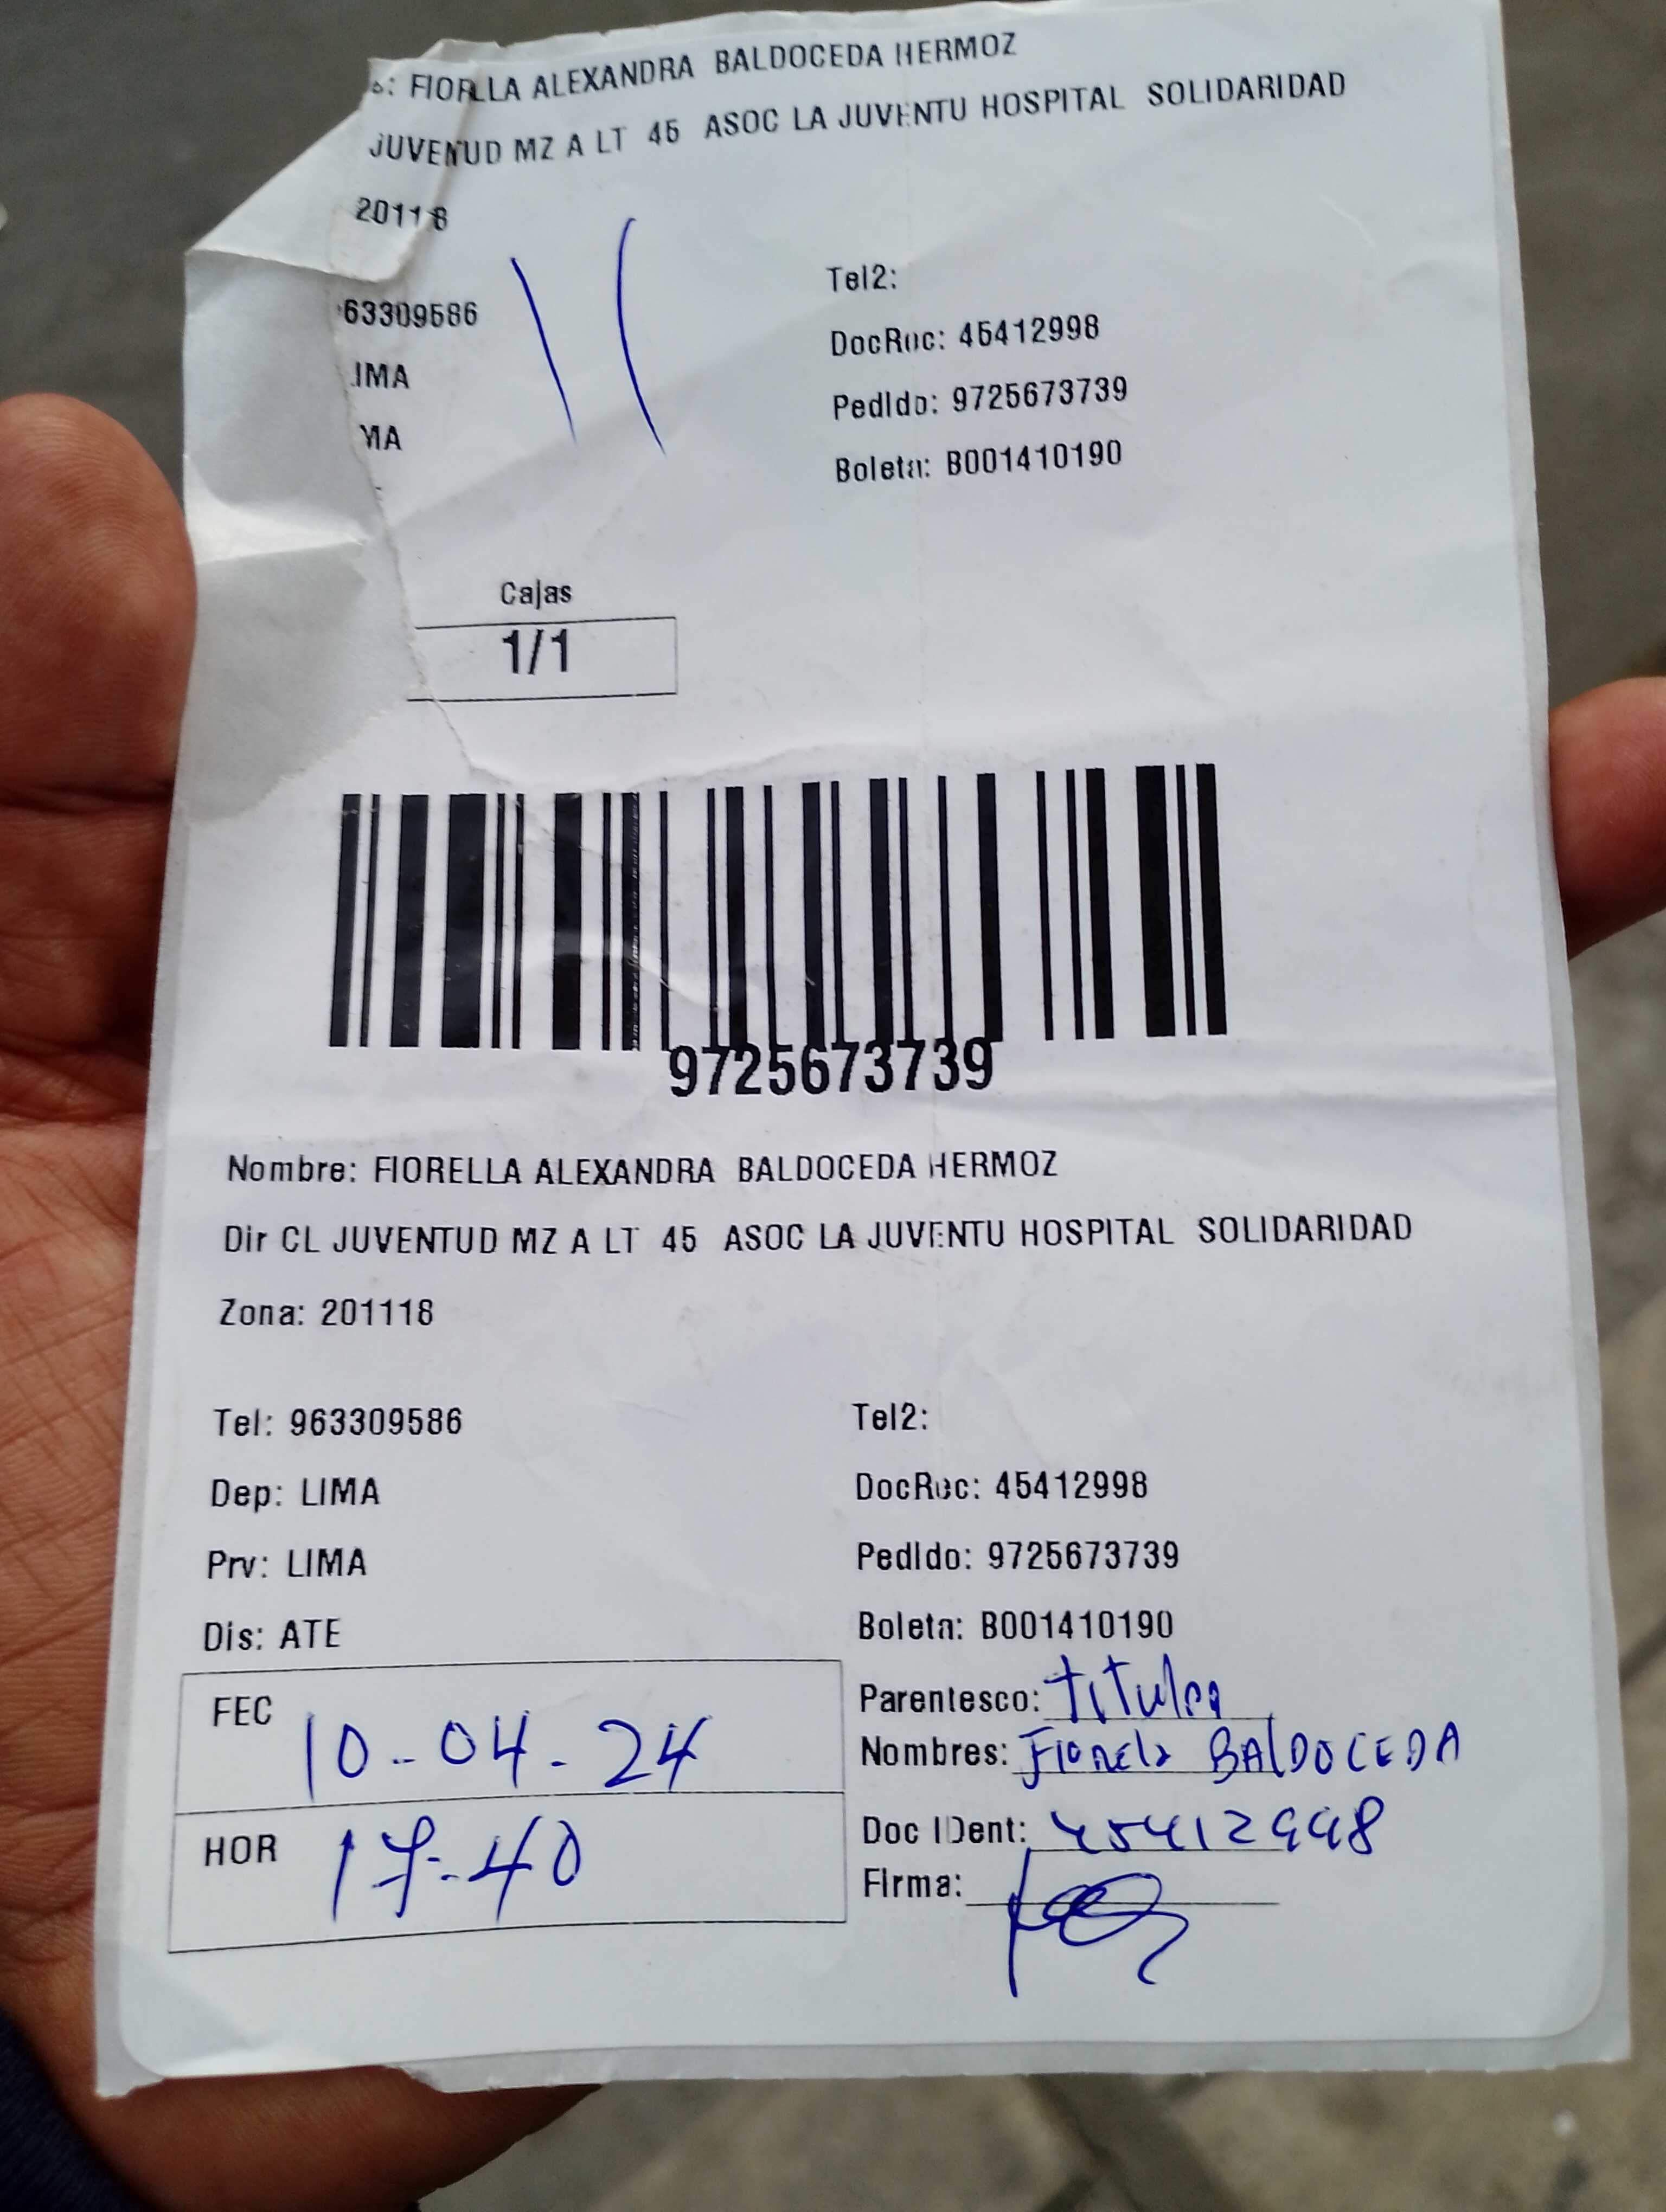 : FIORLLA ALEXANDRA BALDOCEDA HERMOZ
JUVENUD MZ A LT 45 ASOC LA JUVENTU HOSPITAL SOLIDARIDAD
20118
63309586
Tel2:
IMA
DocRec: 45412998
MA
PedIdo: 9725673739
Boleta: B001410190
Cajas
1/1
9725673739
Nombre: FIORELLA ALEXANDRA BALDOCEDA HERMOZ
Dir CL JUVENTUD MZ A LT 45 ASOC LA JUVENTU HOSPITAL SOLIDARIDAD
Zona: 201118
Tel: 963309586
Tel2:
Dep: LIMA
DocRec: 45412998
Prv: LIMA
PedIdo: 9725673739
Dis: ATE
Boleta: B001410190
FEC 10-04-24
Parentesco: titular
Nombres: Fiorela BALDOCEDA
HOR 17-40
Doc IDent: 45412998
FIrma: